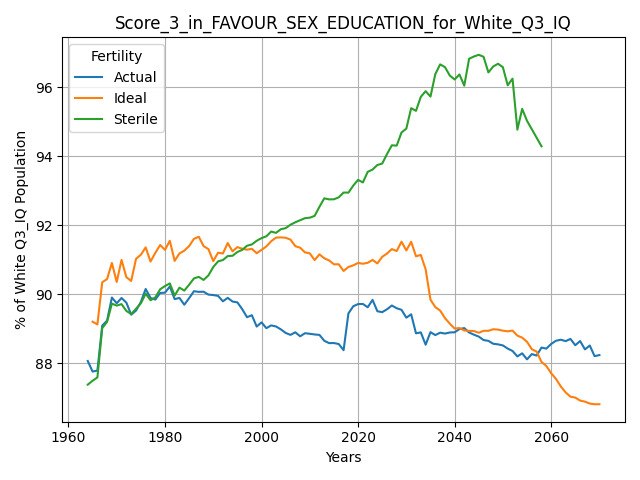 Score_3_in_FAVOUR_SEX_EDUCATION_for_White_Q3_IQ
Fertility
Actual
Ideal
Sterile
% of White Q3_IQ Population
96
94
92
90
88
1960 1980 2000 2020 2040 2060
Years